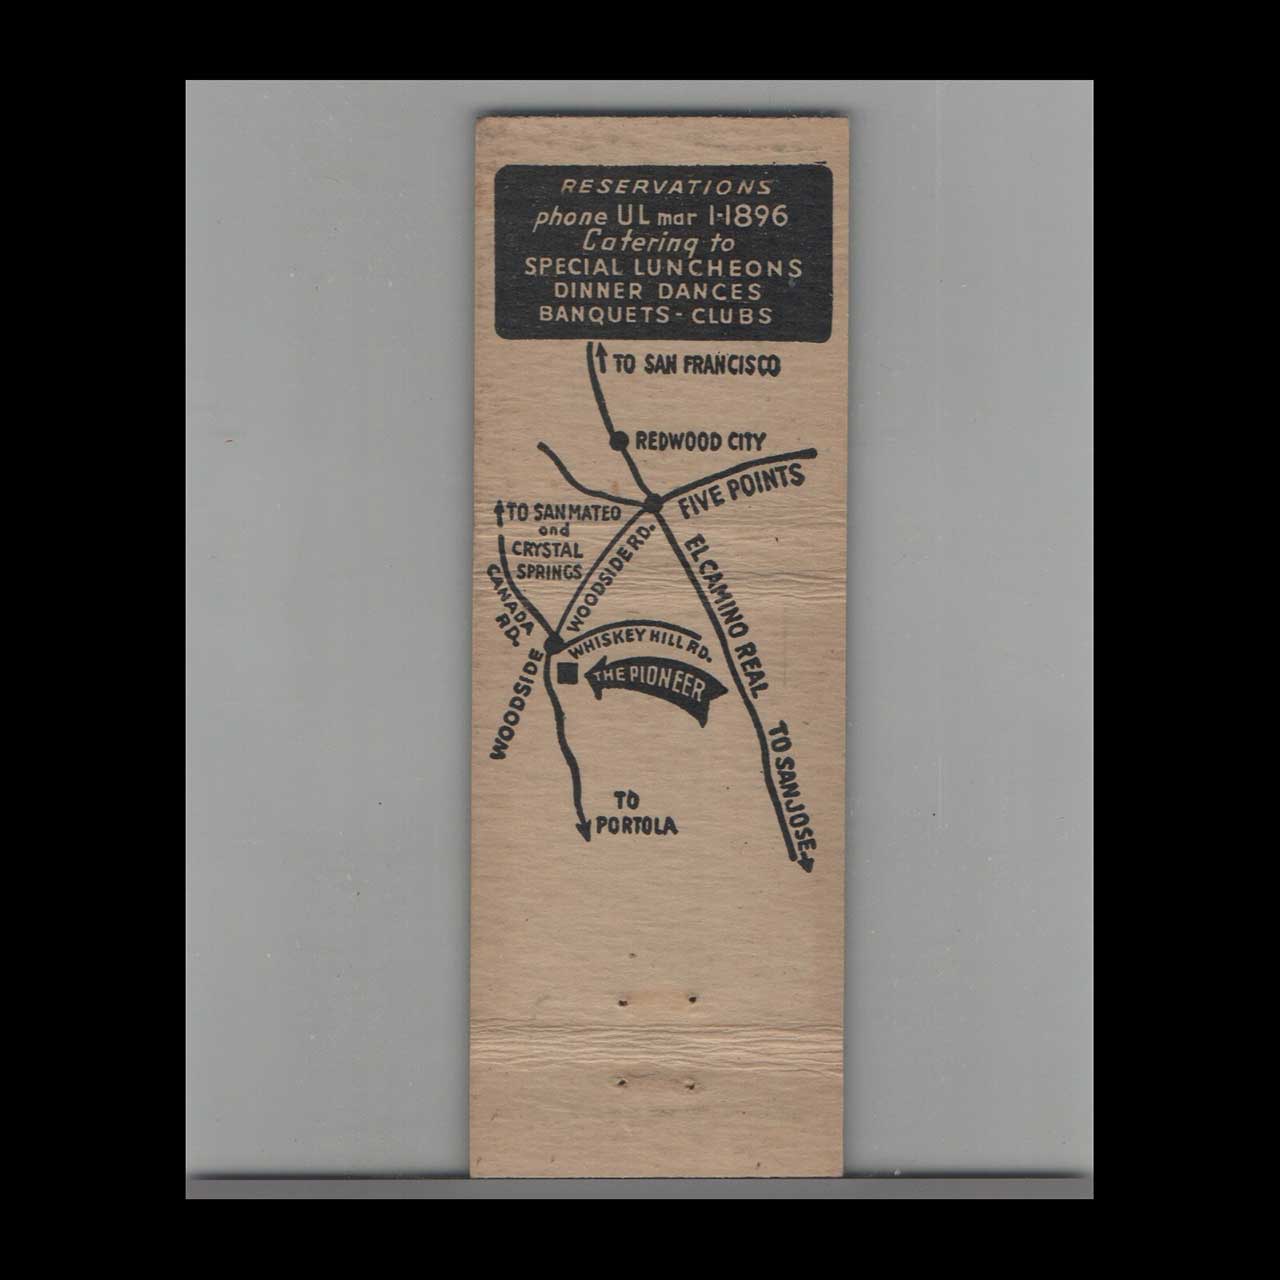 RESERVATIONS
phone UL mar 1-1896
Catering to
SPECIAL LUNCHEONS
DINNER DANCES
BANQUETS - CLUBS
TO SAN FRANCISCO
REDWOOD CITY
FIVE POINTS
TO SAN MATEO
and
CRYSTAL
SPRINGS
CANADA
RD.
WOODSIDE RD.
EL CAMINO REAL
WHISKEY HILL RD.
THE PIONEER
WOODSIDE
TO SAN JOSE
TO
PORTOLA